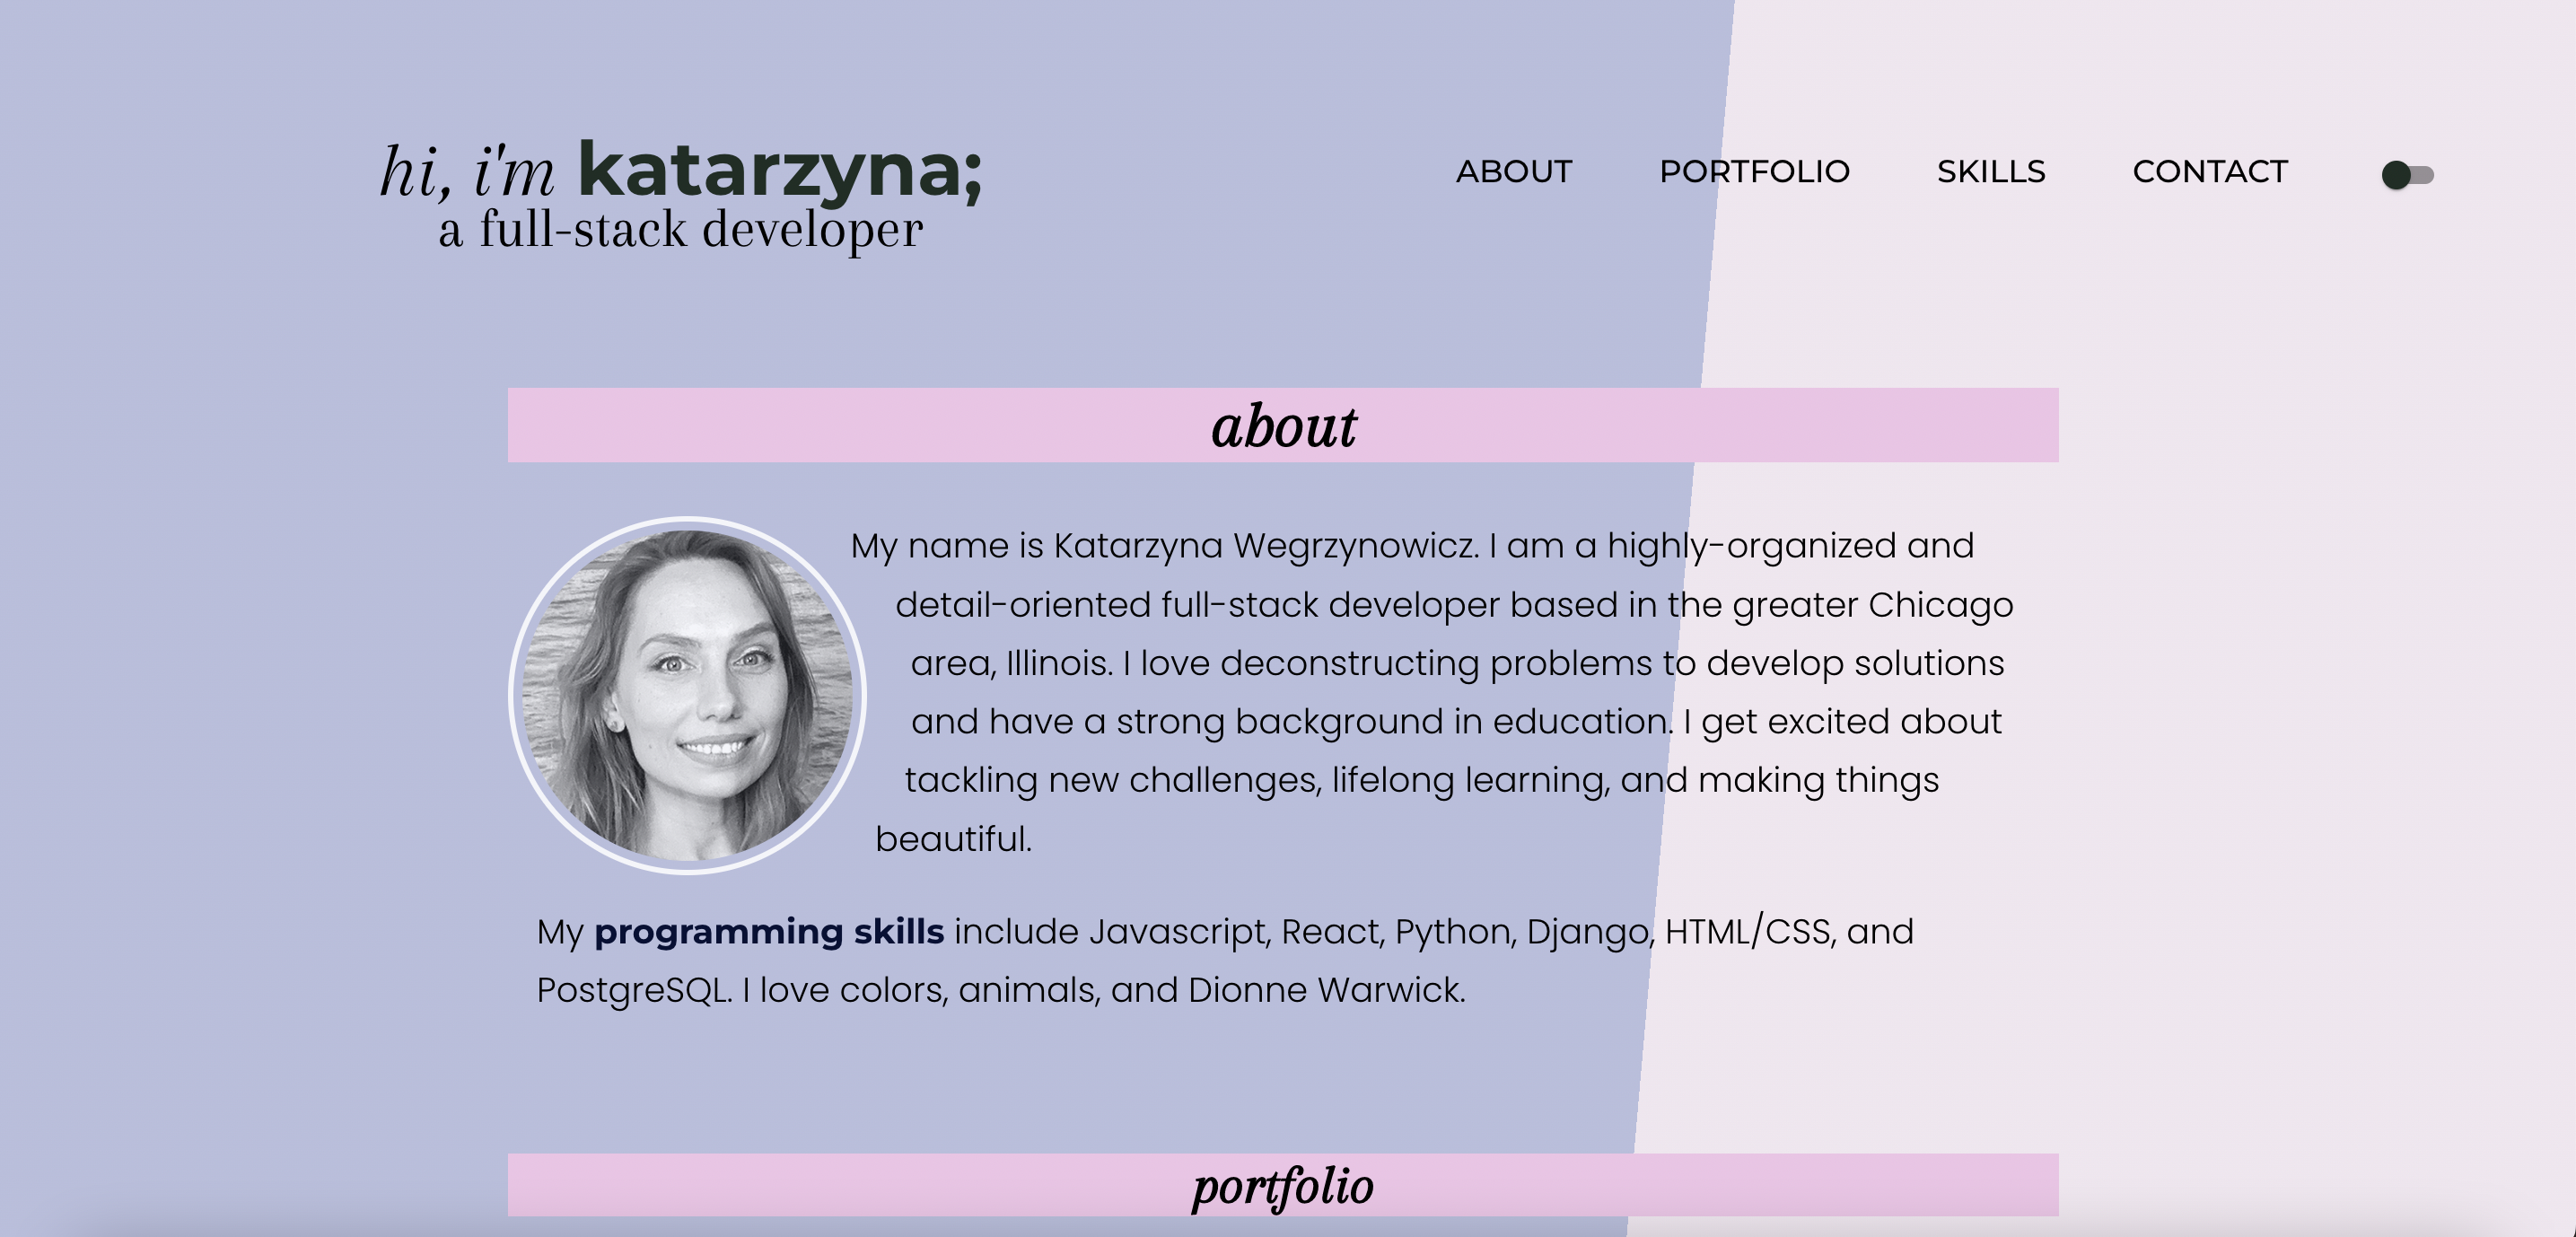 hi, i'm katarzyna;
a full-stack developer
ABOUT PORTFOLIO SKILLS CONTACT
about
My name is Katarzyna Wegrzynowicz. I am a highly-organized and
detail-oriented full-stack developer based in the greater Chicago
area, Illinois. I love deconstructing problems to develop solutions
and have a strong background in education. I get excited about
tackling new challenges, lifelong learning, and making things
beautiful.
My programming skills include Javascript, React, Python, Django, HTML/CSS, and
PostgreSQL. I love colors, animals, and Dionne Warwick.
portfolio